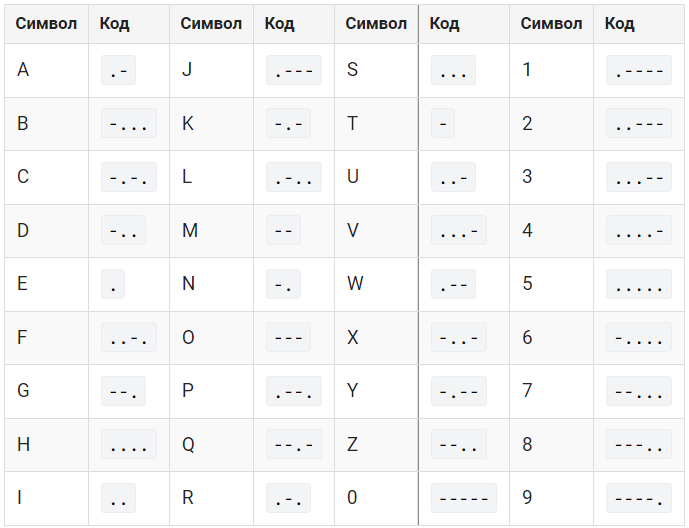 Символ Код Символ Код Символ Код Символ Код
A .- J .--- S ... 1 .----
B -... K -.- T - 2 ..---
C -.-. L .-.. U ..- 3 ...--
D -.. M -- V ...- 4 ....-
E . N -. W .-- 5 .....
F ..-. O --- X -..- 6 -....
G --. P .--. Y -.-- 7 --...
H .... Q --.- Z --.. 8 ---..
I .. R .-. 0 ----- 9 ----.